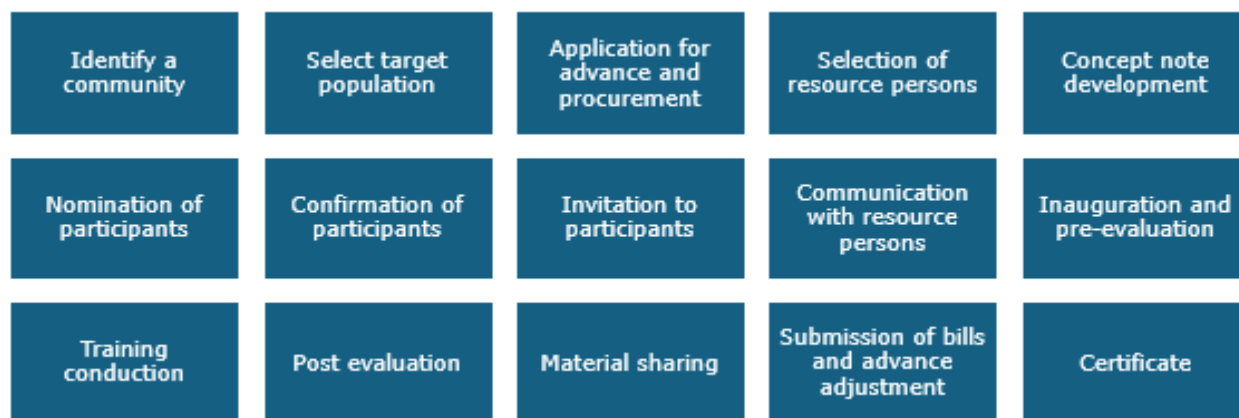 Identify a
community
Select target
population
Application for
advance and
procurement
Selection of
resource persons
Concept note
development
Nomination of
participants
Confirmation of
participants
Invitation to
participants
Communication
with resource
persons
Inauguration and
pre-evaluation
Training
conduction
Post evaluation
Material sharing
Submission of bills
and advance
adjustment
Certificate